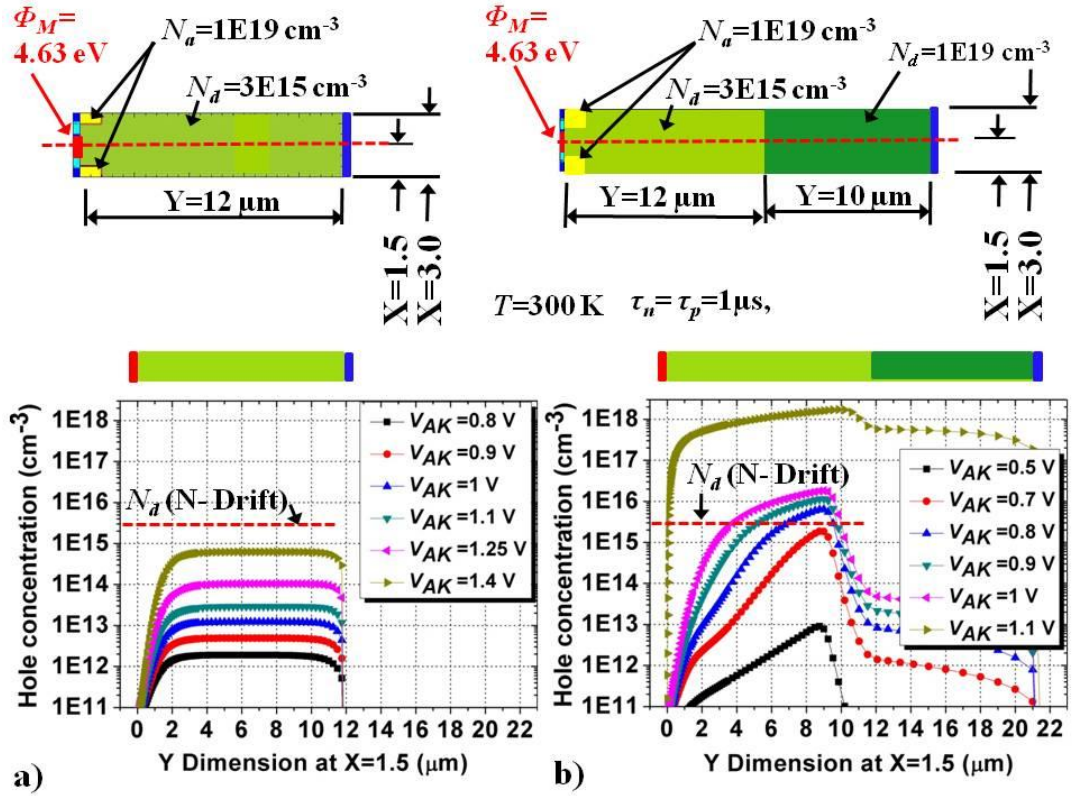 Φ_M=
4.63 eV
N_a=1E19 cm⁻³
N_d=3E15 cm⁻³
Y=12 μm
X=1.5
X=3.0
Φ_M=
4.63 eV
N_a=1E19 cm⁻³
N_d=1E19 cm⁻³
N_d=3E15 cm⁻³
Y=12 μm
Y=10 μm
X=1.5
X=3.0
T=300 K τ_n= τ_p=1μs,
Hole concentration (cm⁻³)
1E18
1E17
1E16
1E15
1E14
1E13
1E12
1E11
N_d (N- Drift)
V_AK =0.8 V
V_AK =0.9 V
V_AK =1 V
V_AK =1.1 V
V_AK =1.25 V
V_AK =1.4 V
0 2 4 6 8 10 12 14 16 18 20 22
Y Dimension at X=1.5 (μm)
a)
Hole concentration (cm⁻³)
1E18
1E17
1E16
1E15
1E14
1E13
1E12
1E11
N_d (N- Drift)
V_AK =0.5 V
V_AK =0.7 V
V_AK =0.8 V
V_AK =0.9 V
V_AK =1 V
V_AK =1.1 V
0 2 4 6 8 10 12 14 16 18 20 22
Y Dimension at X=1.5 (μm)
b)